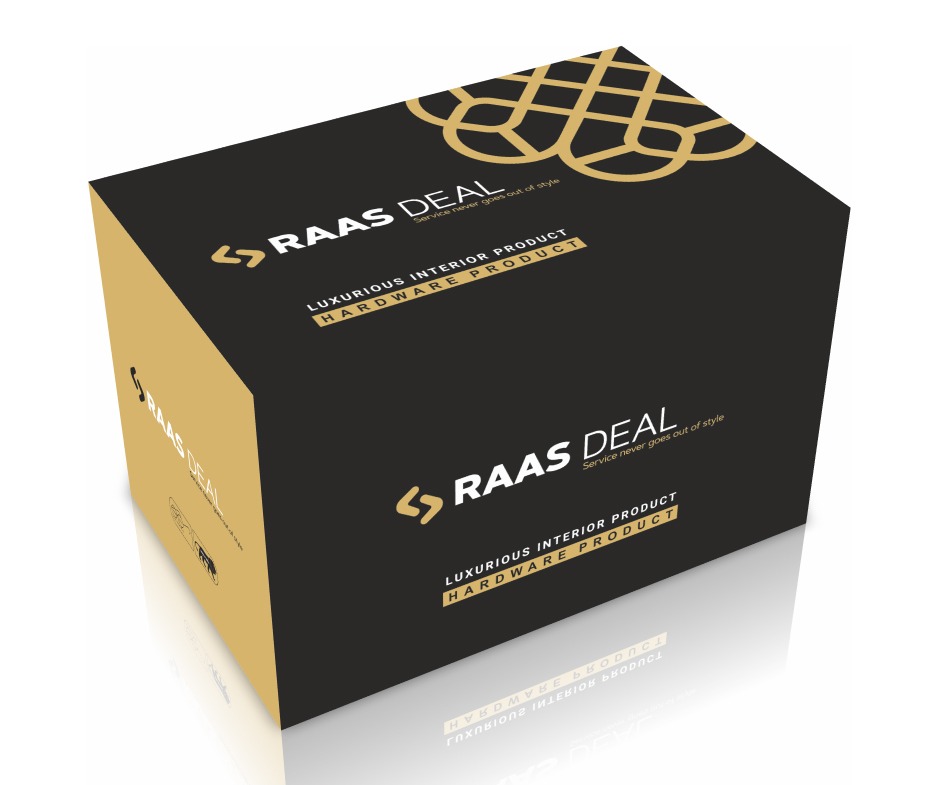 RAAS DEAL
Service never goes out of style
LUXURIOUS INTERIOR PRODUCT
HARDWARE PRODUCT
RAAS DEAL
Service never goes out of style
LUXURIOUS INTERIOR PRODUCT
HARDWARE PRODUCT
RAAS DEAL